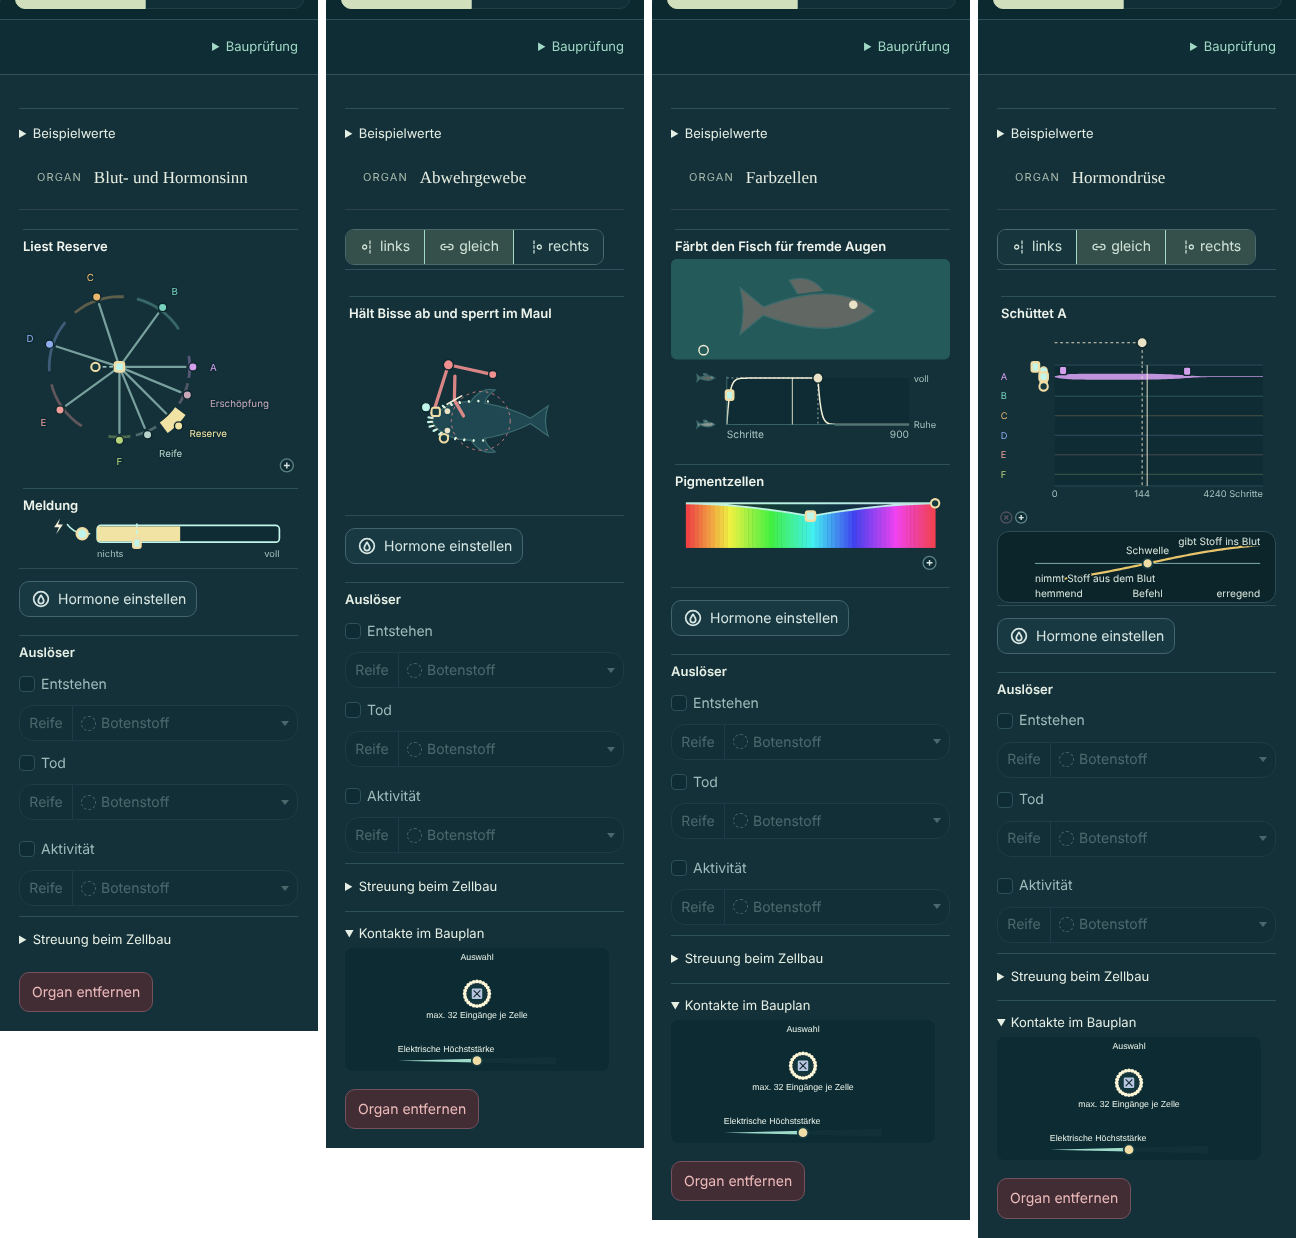 Bauprüfung
Beispielwerte
ORGAN Blut- und Hormonsinn
Liest Reserve
C
B
D
A
Erschöpfung
E
Reserve
Reife
F
Meldung
nichts voll
Hormone einstellen
Auslöser
Entstehen
Reife Botenstoff
Tod
Reife Botenstoff
Aktivität
Reife Botenstoff
Streuung beim Zellbau
Organ entfernen
Bauprüfung
Beispielwerte
ORGAN Abwehrgewebe
links gleich rechts
Hält Bisse ab und sperrt im Maul
Hormone einstellen
Auslöser
Entstehen
Reife Botenstoff
Tod
Reife Botenstoff
Aktivität
Reife Botenstoff
Streuung beim Zellbau
Kontakte im Bauplan
Auswahl
max. 32 Eingänge je Zelle
Elektrische Höchststärke
Organ entfernen
Bauprüfung
Beispielwerte
ORGAN Farbzellen
Färbt den Fisch für fremde Augen
voll
Ruhe
Schritte 900
Pigmentzellen
Hormone einstellen
Auslöser
Entstehen
Reife Botenstoff
Tod
Reife Botenstoff
Aktivität
Reife Botenstoff
Streuung beim Zellbau
Kontakte im Bauplan
Auswahl
max. 32 Eingänge je Zelle
Elektrische Höchststärke
Organ entfernen
Bauprüfung
Beispielwerte
ORGAN Hormondrüse
links gleich rechts
Schüttet A
A
B
C
D
E
F
0 144 4240 Schritte
gibt Stoff ins Blut
Schwelle
nimmt Stoff aus dem Blut
hemmend Befehl erregend
Hormone einstellen
Auslöser
Entstehen
Reife Botenstoff
Tod
Reife Botenstoff
Aktivität
Reife Botenstoff
Streuung beim Zellbau
Kontakte im Bauplan
Auswahl
max. 32 Eingänge je Zelle
Elektrische Höchststärke
Organ entfernen